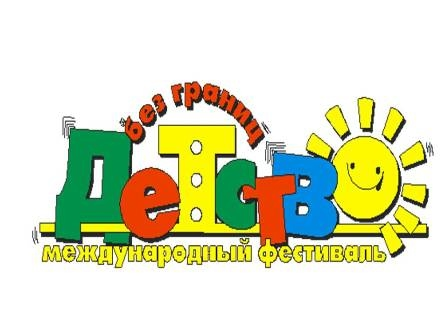 без границ
Детство
международный фестиваль